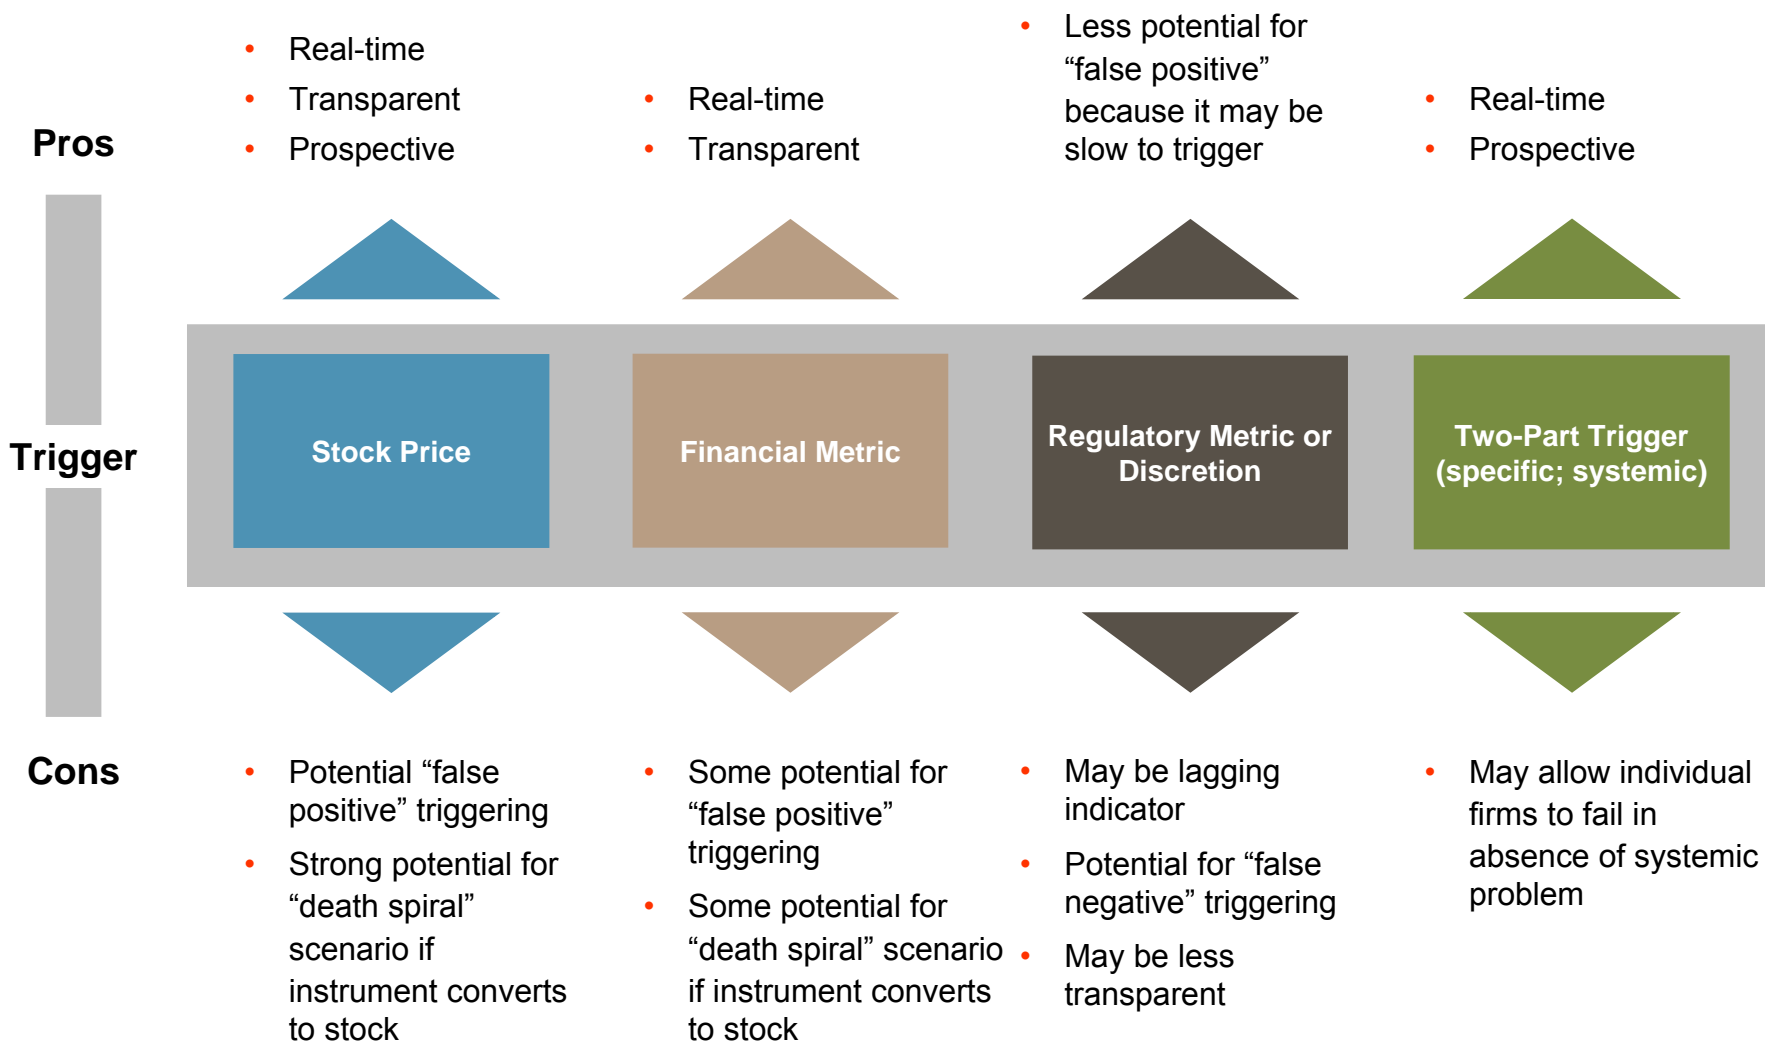 Pros
• Real-time
• Transparent
• Prospective
• Real-time
• Transparent
• Less potential for
“false positive”
because it may be
slow to trigger
• Real-time
• Prospective
Trigger
Stock Price
Financial Metric
Regulatory Metric or
Discretion
Two-Part Trigger
(specific; systemic)
Cons
• Potential “false
positive” triggering
• Strong potential for
“death spiral”
scenario if
instrument converts
to stock
• Some potential for
“false positive”
triggering
• Some potential for
“death spiral” scenario
if instrument converts
to stock
• May be lagging
indicator
• Potential for “false
negative” triggering
• May be less
transparent
• May allow individual
firms to fail in
absence of systemic
problem